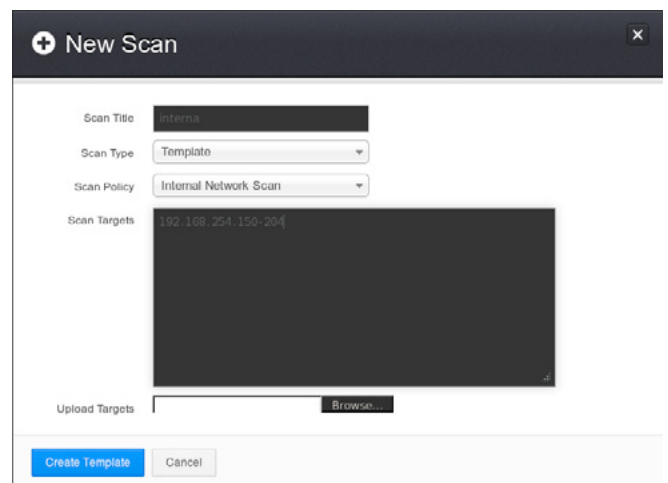 New Scan
Scan Title interna
Scan Type Template
Scan Policy Internal Network Scan
Scan Targets 192.168.254.150-204
Upload Targets Browse...
Create Template Cancel